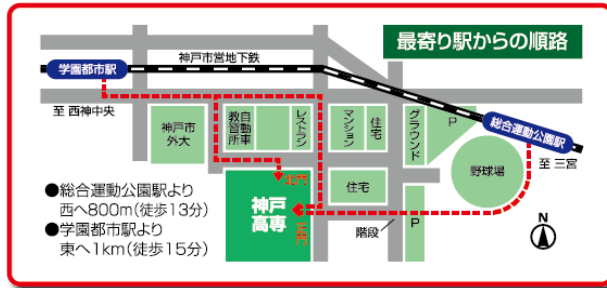 最寄り駅からの順路
神戸市営地下鉄
学園都市駅
至 西神中央
総合運動公園駅
至 三宮
神戸市
外大
自動車
教習所
レストラン
マンション
住宅
グラウンド
P
野球場
住宅
北門
神戸
高専
正門
階段
P
N
●総合運動公園駅より
西へ800m(徒歩13分)
●学園都市駅より
東へ1km(徒歩15分)